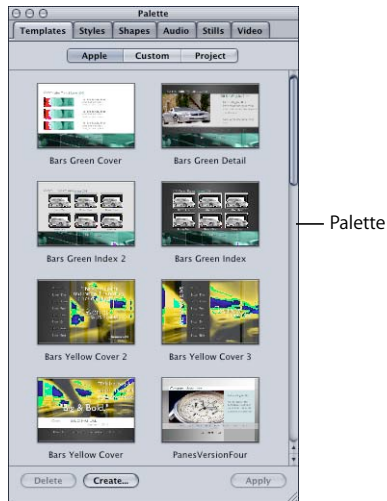 Palette
Templates Styles Shapes Audio Stills Video
Apple Custom Project
Bars Green Cover Bars Green Detail
Bars Green Index 2 Bars Green Index
Palette
Bars Yellow Cover 2 Bars Yellow Cover 3
Big & Bold
Bars Yellow Cover PanesVersionFour
Delete Create... Apply